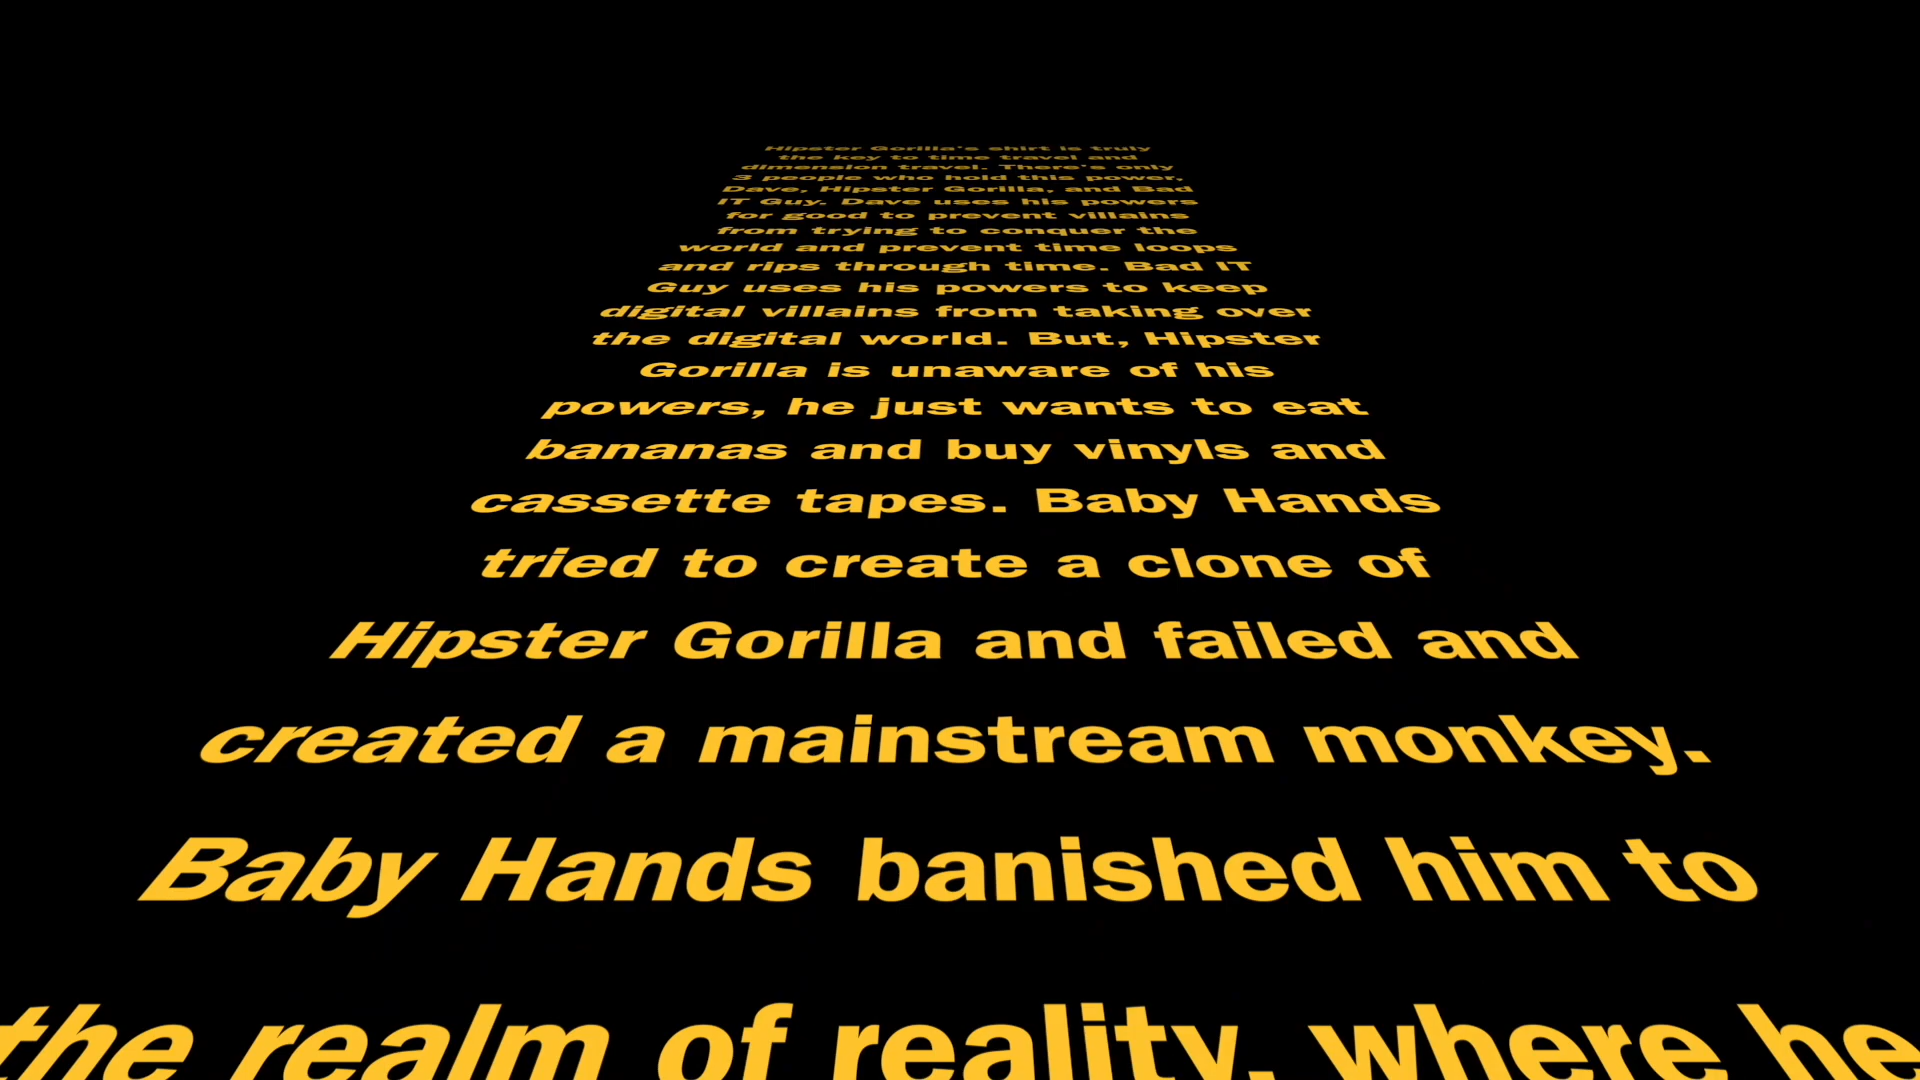 Hipster Gorilla's shirt is truly
the key to time travel and
dimension travel. There's only
3 people who hold this power,
Dave, Hipster Gorilla, and Bad
IT Guy. Dave uses his powers
for good to prevent villains
from trying to conquer the
world and prevent time loops
and rips through time. Bad IT
Guy uses his powers to keep
digital villains from taking over
the digital world. But, Hipster
Gorilla is unaware of his
powers, he just wants to eat
bananas and buy vinyls and
cassette tapes. Baby Hands
tried to create a clone of
Hipster Gorilla and failed and
created a mainstream monkey.
Baby Hands banished him to
the realm of reality, where he